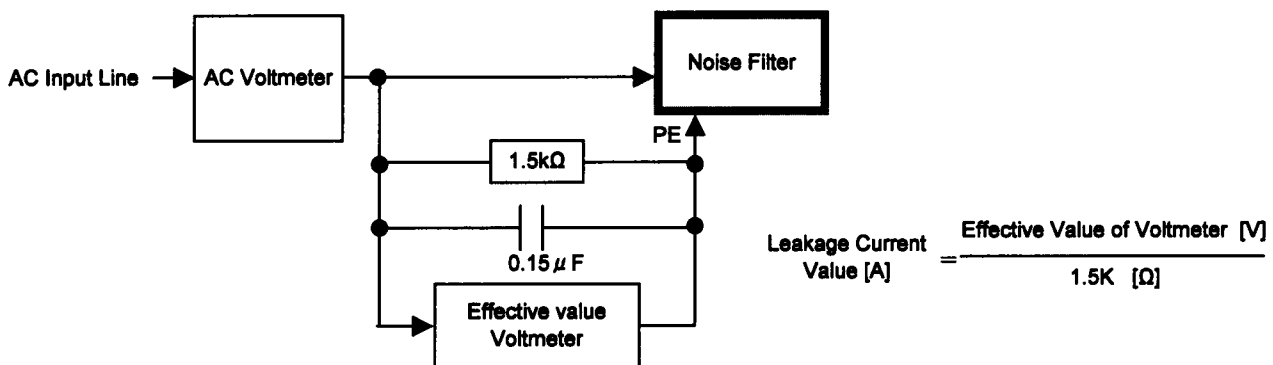 AC Input Line
AC Voltmeter
Noise Filter
PE
1.5kΩ
0.15 μ F
Effective value
Voltmeter
Leakage Current
Value [A]
=
Effective Value of Voltmeter [V]
1.5K [Ω]